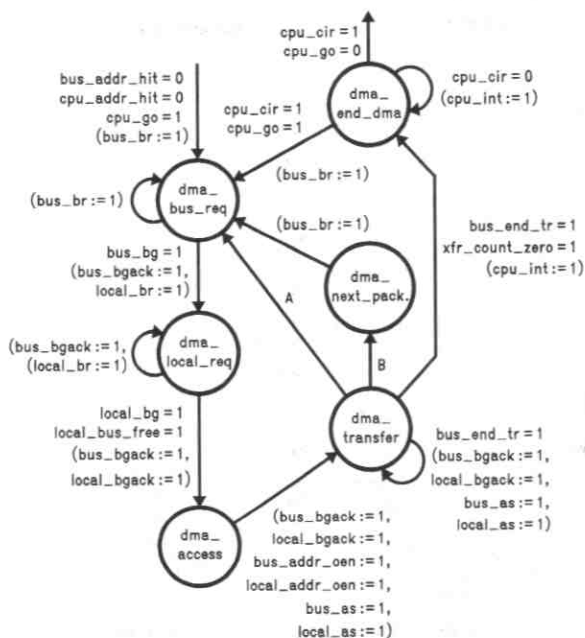 cpu_cir = 1
cpu_go = 0
dma_
end_dma
cpu_cir = 0
(cpu_int := 1)
bus_addr_hit = 0
cpu_addr_hit = 0
cpu_go = 1
(bus_br := 1)
cpu_cir = 1
cpu_go = 1
(bus_br := 1)
dma_
bus_req
(bus_br := 1)
(bus_br := 1)
bus_end_tr = 1
xfr_count_zero = 1
(cpu_int := 1)
bus_bg = 1
(bus_bgack := 1,
local_br := 1)
A
dma_
next_pack.
B
(bus_bgack := 1,
(local_br := 1)
dma_
local_req
local_bg = 1
local_bus_free = 1
(bus_bgack := 1,
local_bgack := 1)
dma_
transfer
bus_end_tr = 1
(bus_bgack := 1,
local_bgack := 1,
bus_as := 1,
local_as := 1)
dma_
access
(bus_bgack := 1,
local_bgack := 1,
bus_addr_oen := 1,
local_addr_oen := 1,
bus_as := 1,
local_as := 1)